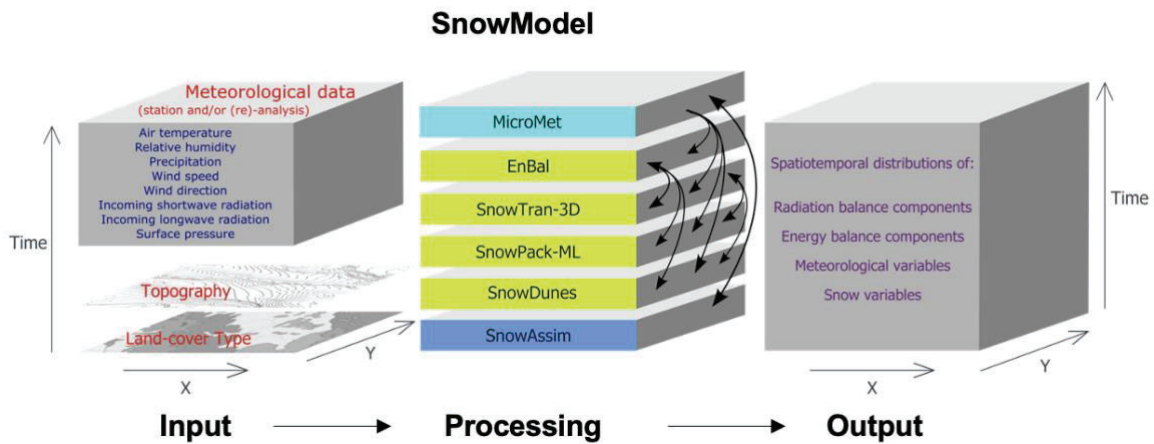 SnowModel
Meteorological data
(station and/or (re)-analysis)
Air temperature
Relative humidity
Precipitation
Wind speed
Wind direction
Incoming shortwave radiation
Incoming longwave radiation
Surface pressure
Time
Topography
Land-cover Type
X
Y
MicroMet
EnBal
SnowTran-3D
SnowPack-ML
SnowDunes
SnowAssim
Spatiotemporal distributions of:
Radiation balance components
Energy balance components
Meteorological variables
Snow variables
Time
X
Y
Input
Processing
Output